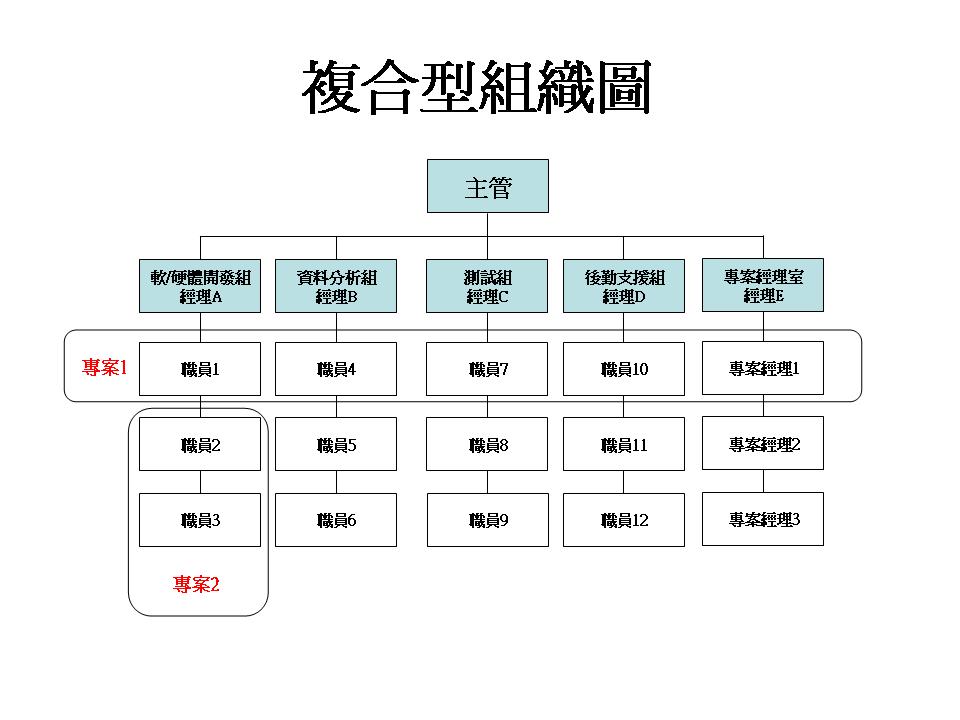 複合型組織圖
主管
軟/硬體開發組
經理A
資料分析組
經理B
測試組
經理C
後勤支援組
經理D
專案經理室
經理E
專案1
職員1
職員4
職員7
職員10
專案經理1
職員2
職員5
職員8
職員11
專案經理2
職員3
職員6
職員9
職員12
專案經理3
專案2